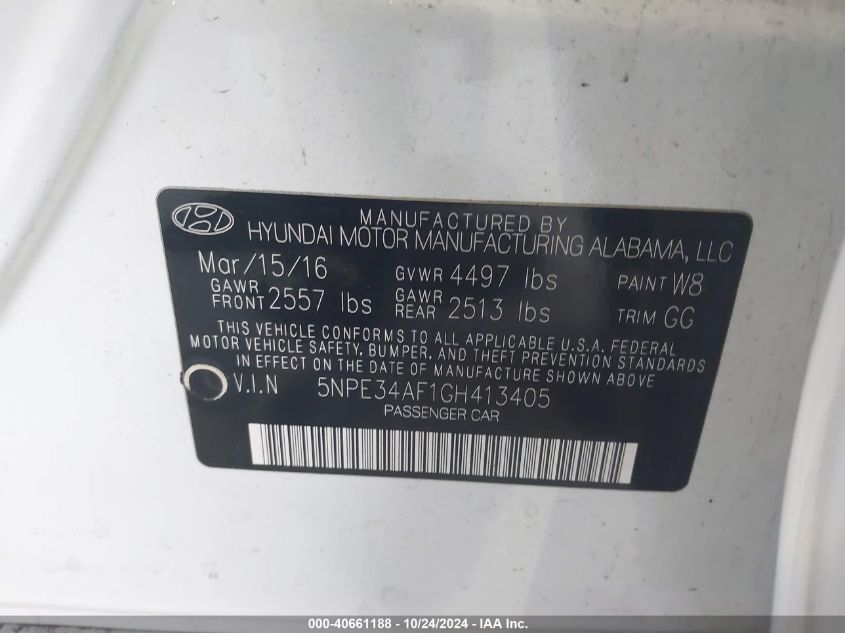 MANUFACTURED BY
HYUNDAI MOTOR MANUFACTURING ALABAMA, LLC
Mar/15/16 GVWR 4497 lbs PAINT W8
GAWR FRONT 2557 lbs GAWR REAR 2513 lbs TRIM GG
THIS VEHICLE CONFORMS TO ALL APPLICABLE U.S.A. FEDERAL
MOTOR VEHICLE SAFETY, BUMPER, AND THEFT PREVENTION STANDARDS
IN EFFECT ON THE DATE OF MANUFACTURE SHOWN ABOVE
V.I.N 5NPE34AF1GH413405
PASSENGER CAR
000-40661188 - 10/24/2024 - IAA Inc.